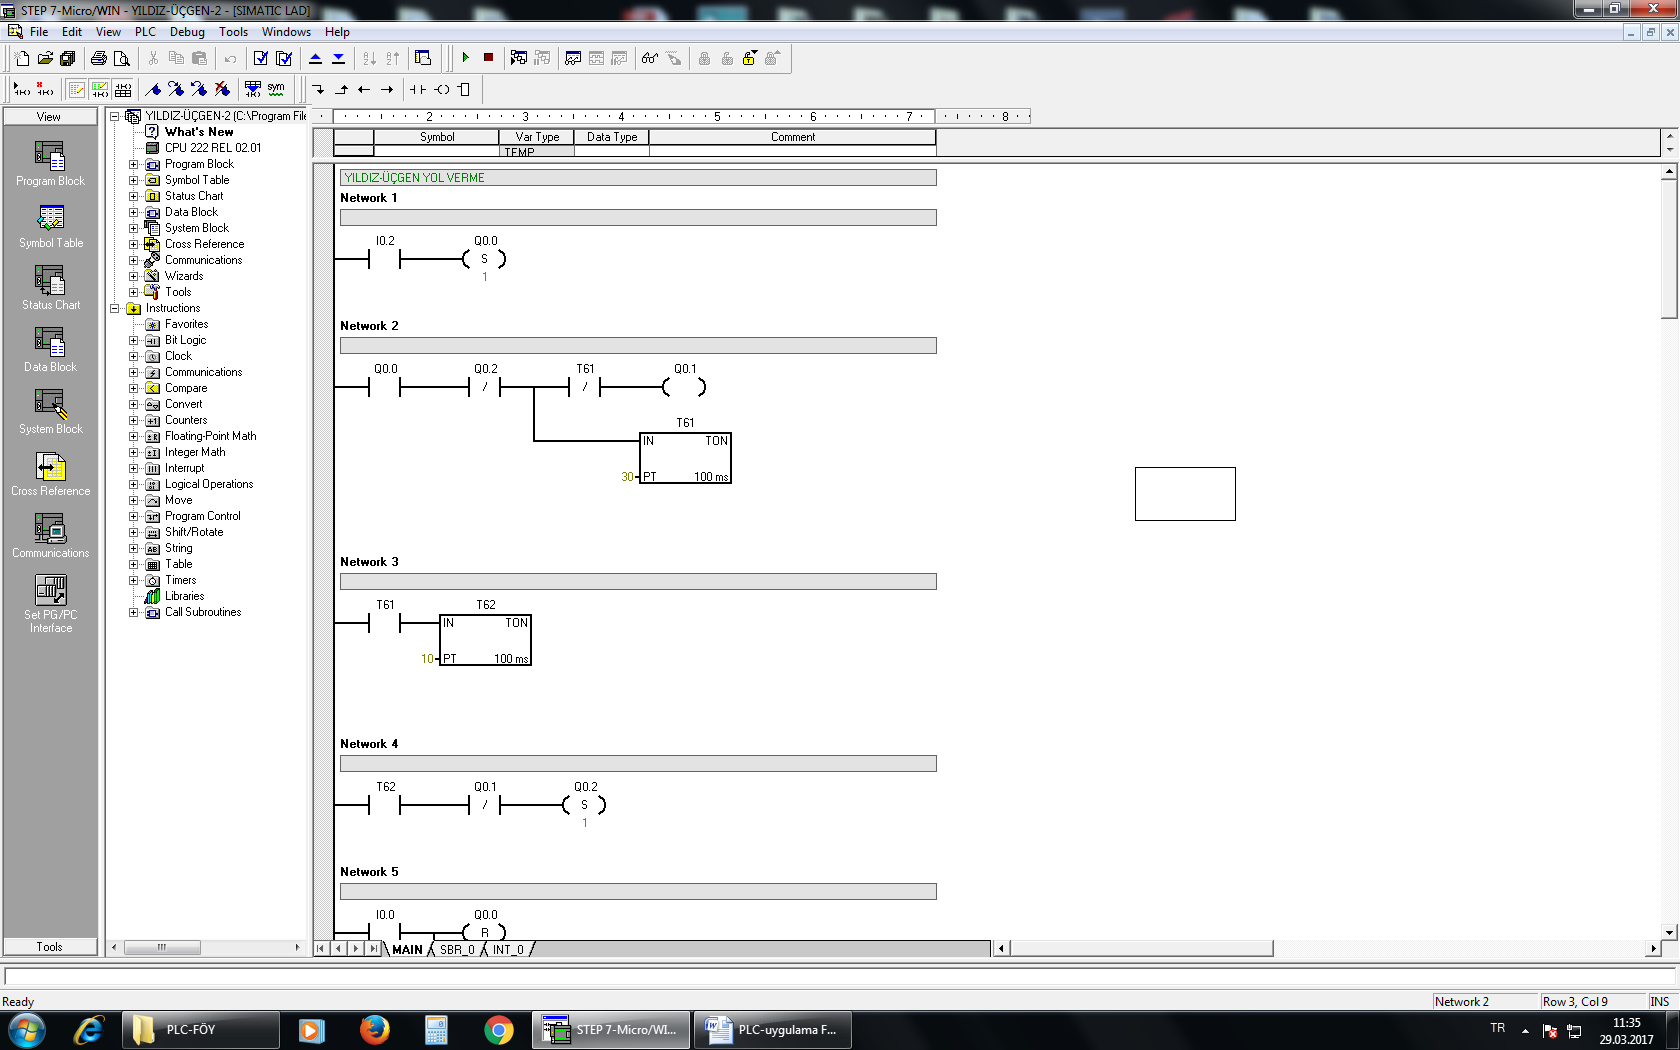 STEP 7-Micro/WIN - YILDIZ-ÜÇGEN-2 - [SIMATIC LAD]
File Edit View PLC Debug Tools Windows Help
sym
View
Program Block
Symbol Table
Status Chart
Data Block
System Block
Cross Reference
Communications
Set PG/PC
Interface
Tools
YILDIZ-ÜÇGEN-2 (C:\Program File
What's New
CPU 222 REL 02.01
Program Block
Symbol Table
Status Chart
Data Block
System Block
Cross Reference
Communications
Wizards
Tools
Instructions
Favorites
Bit Logic
Clock
Communications
Compare
Convert
Counters
Floating-Point Math
Integer Math
Interrupt
Logical Operations
Move
Program Control
Shift/Rotate
String
Table
Timers
Libraries
Call Subroutines
2 3 4 5 6 7 8
Symbol Var Type Data Type Comment
TEMP
YILDIZ-ÜÇGEN YOL VERME
Network 1
I0.2 Q0.0
S
1
Network 2
Q0.0 Q0.2 T61 Q0.1
/ /
T61
IN TON
30 PT 100 ms
Network 3
T61 T62
IN TON
10 PT 100 ms
Network 4
T62 Q0.1 Q0.2
/ S
1
Network 5
I0.0 Q0.0
R
MAIN SBR_0 INT_0
Ready
Network 2 Row 3, Col 9 INS
PLC-FÖY
STEP 7-Micro/WI...
PLC-uygulama F...
TR
11:35
29.03.2017